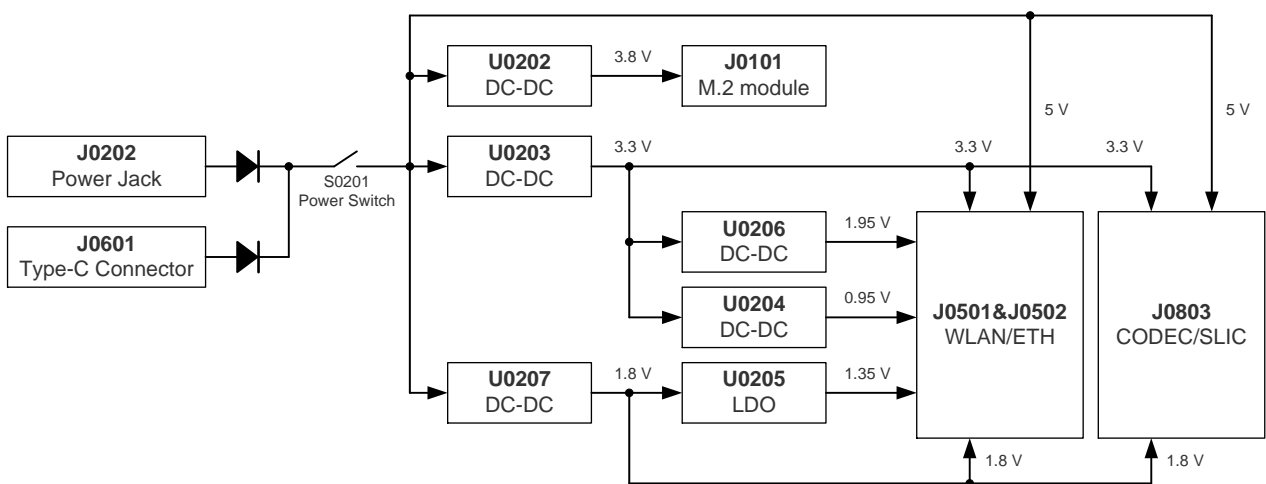 U0202
DC-DC
3.8 V
J0101
M.2 module
5 V
5 V
J0202
Power Jack
S0201
Power Switch
U0203
DC-DC
3.3 V
3.3 V
3.3 V
J0601
Type-C Connector
U0206
DC-DC
1.95 V
U0204
DC-DC
0.95 V
J0501&J0502
WLAN/ETH
J0803
CODEC/SLIC
U0207
DC-DC
1.8 V
U0205
LDO
1.35 V
1.8 V
1.8 V